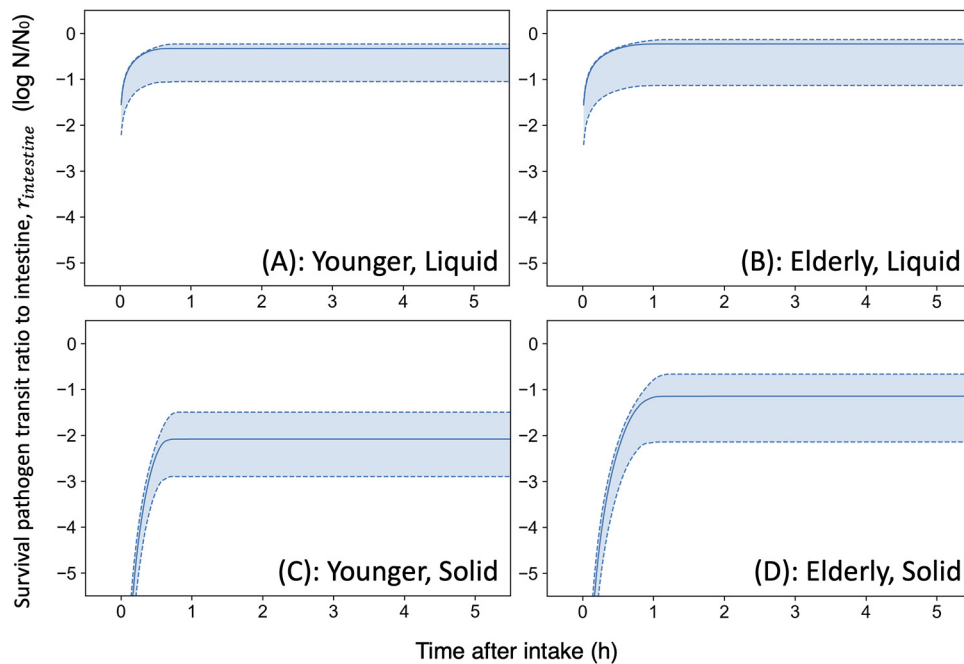 Survival pathogen transit ratio to intestine, r_intestine (log N/N₀)
0
−1
−2
−3
−4
−5
0 1 2 3 4 5
(A): Younger, Liquid
0
−1
−2
−3
−4
−5
0 1 2 3 4 5
(B): Elderly, Liquid
0
−1
−2
−3
−4
−5
0 1 2 3 4 5
(C): Younger, Solid
0
−1
−2
−3
−4
−5
0 1 2 3 4 5
(D): Elderly, Solid
Time after intake (h)